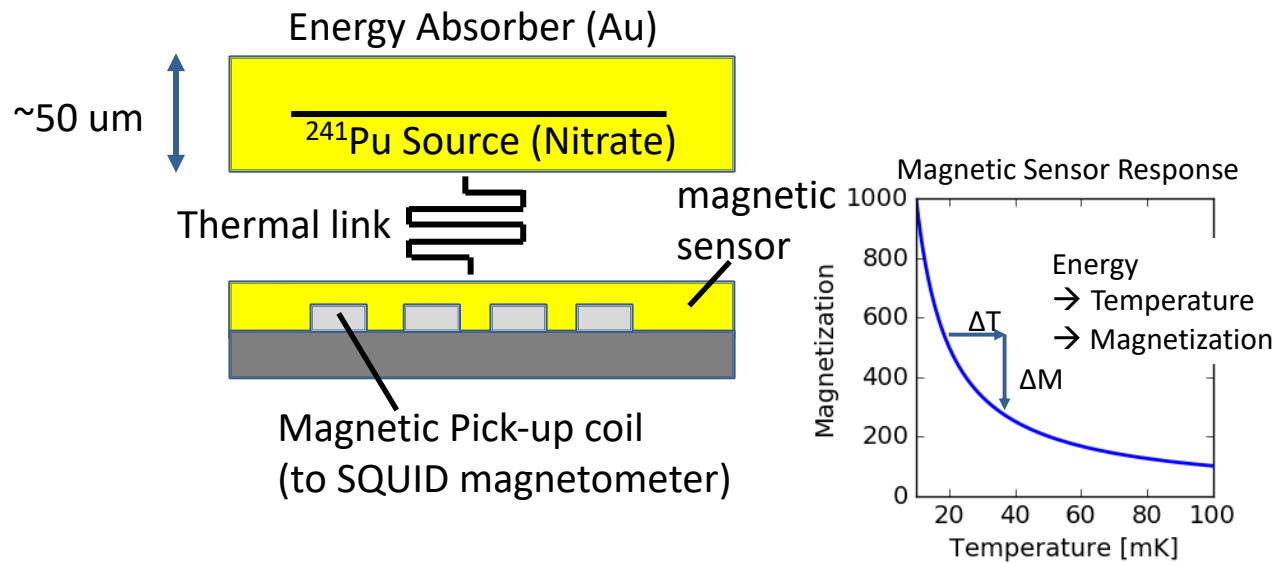 Energy Absorber (Au)
~50 um
²⁴¹Pu Source (Nitrate)
Thermal link
magnetic
sensor
Magnetic Pick-up coil
(to SQUID magnetometer)
Magnetic Sensor Response
1000
800
600
400
200
0
Magnetization
Energy
→ Temperature
→ Magnetization
ΔT
ΔM
20 40 60 80 100
Temperature [mK]